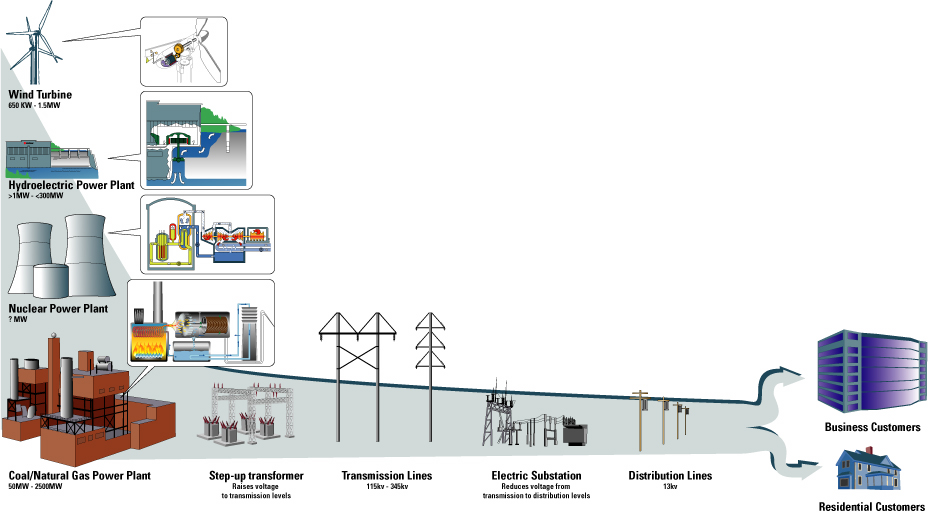 Wind Turbine
650 KW - 1.5MW
Hydroelectric Power Plant
>1MW - <300MW
Nuclear Power Plant
? MW
Coal/Natural Gas Power Plant
50MW - 2500MW
Step-up transformer
Raises voltage
to transmission levels
Transmission Lines
115kv - 345kv
Electric Substation
Reduces voltage from
transmission to distribution levels
Distribution Lines
13kv
Business Customers
Residential Customers